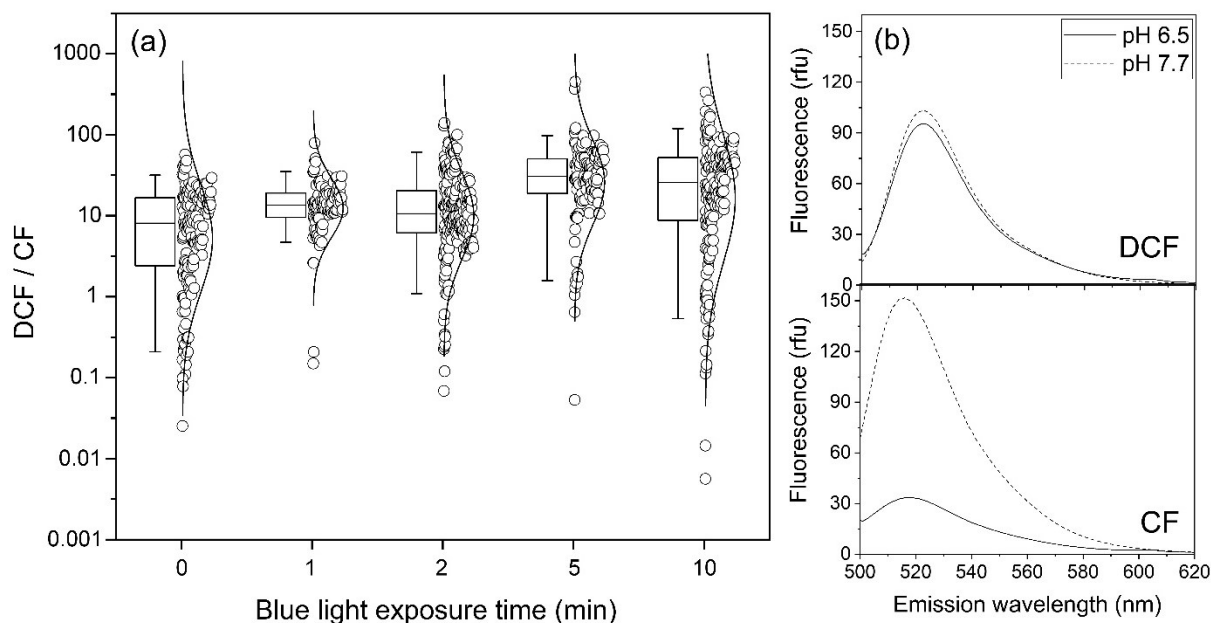 (a)
1000
100
10
1
0.1
0.01
0.001
DCF / CF
0
1
2
5
10
Blue light exposure time (min)
(b)
pH 6.5
pH 7.7
150
120
90
60
30
0
Fluorescence (rfu)
DCF
150
120
90
60
30
0
Fluorescence (rfu)
CF
500
520
540
560
580
600
620
Emission wavelength (nm)